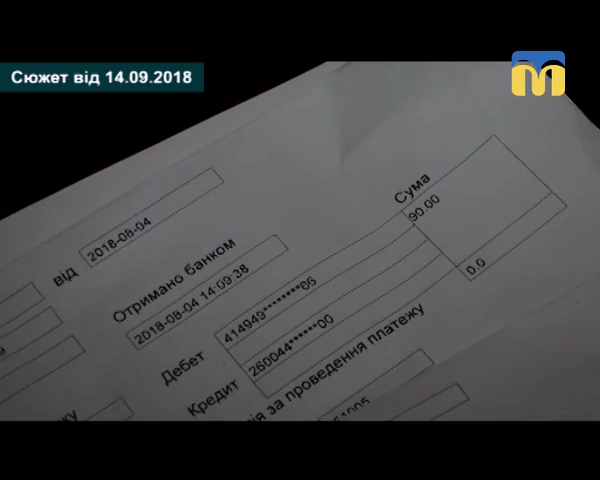 Сюжет від 14.09.2018
Сума
від
2018-08-04
90.00
Отримано банком
2018-08-04 14:09:38
0.0
Дебет
414949********66
Кредит
260044******00
за проведення платежу